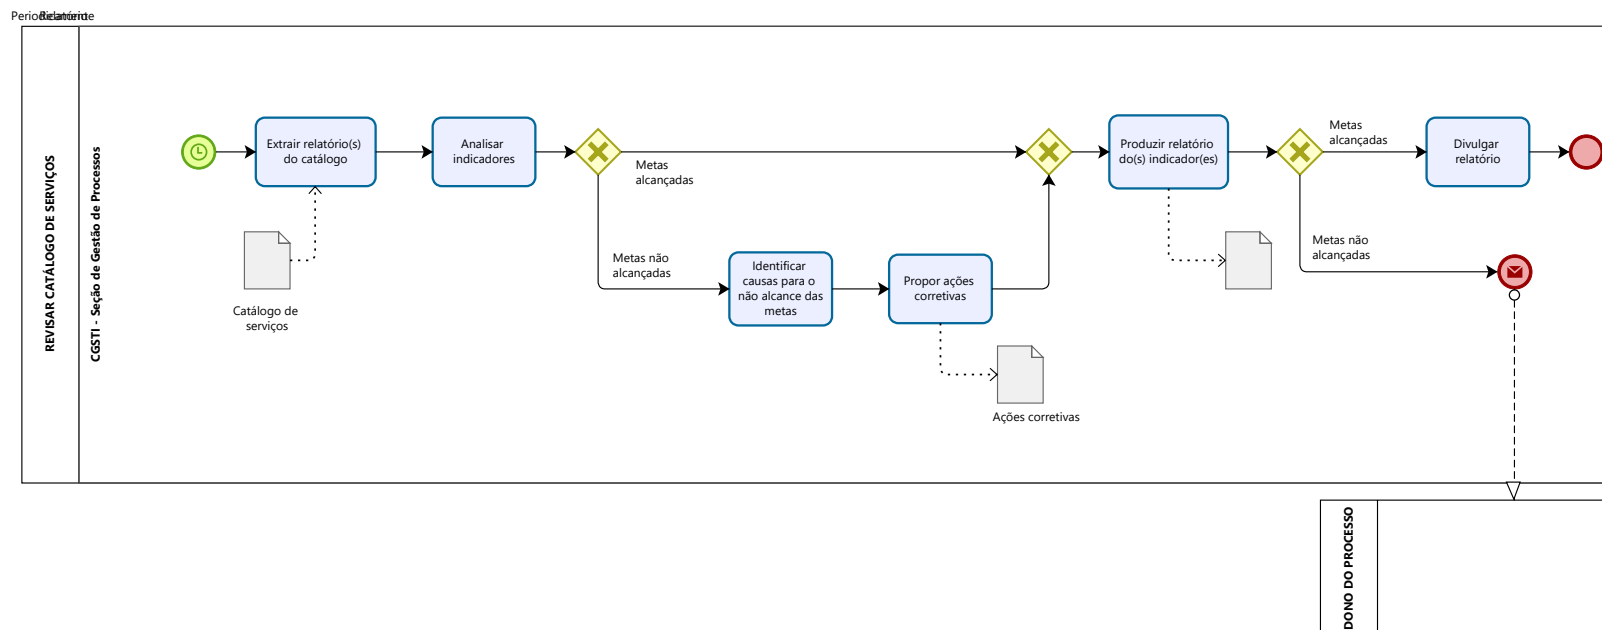 Periodicamente
Relatório
REVISAR CATÁLOGO DE SERVIÇOS
CGSTI - Seção de Gestão de Processos
Extrair relatório(s)
do catálogo
Analisar
indicadores
Metas
alcançadas
Produzir relatório
do(s) indicador(es)
Metas
alcançadas
Divulgar
relatório
Metas não
alcançadas
Identificar
causas para o
não alcance das
metas
Propor ações
corretivas
Metas não
alcançadas
Catálogo de
serviços
Ações corretivas
DONO DO PROCESSO